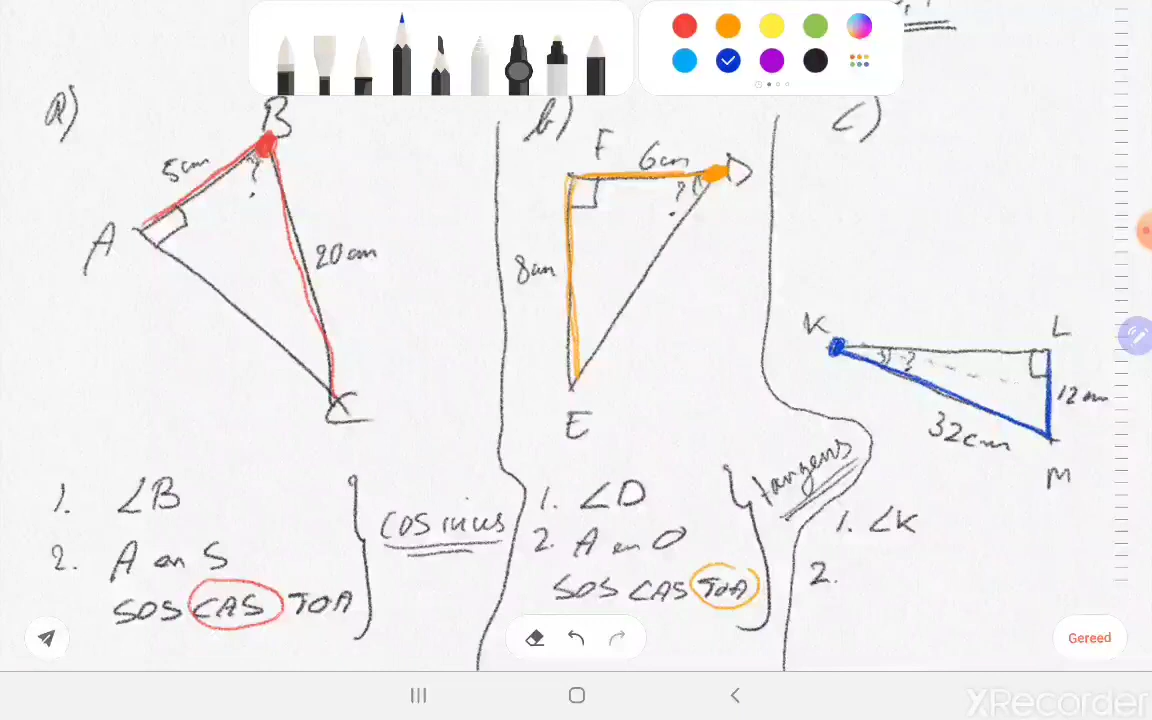 a)
B
5cm
?
A
20cm
C
b)
F
6cm
D
?
8cm
E
c)
K
L
?
12cm
32cm
M
1. ∠B
2. A en S
SOS CAS TOA
cosinus
1. ∠D
2. A en O
SOS CAS TOA
tangens
1. ∠K
2.
Gereed
XRecorder